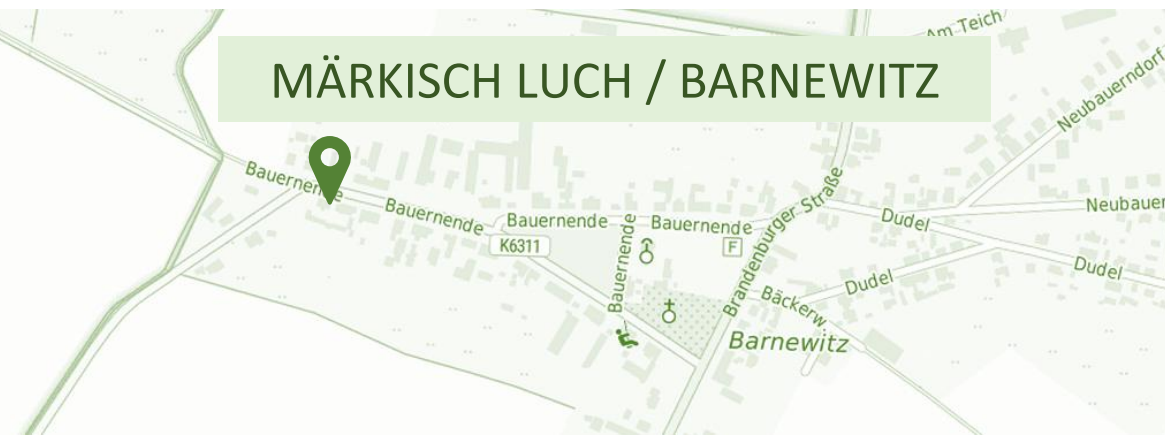 Am Teich
MÄRKISCH LUCH / BARNEWITZ
Neubauerndorf
Bauernende
Bauernende
Bauernende
Bauernende
Bauernende
K6311
F
Brandenburger Straße
Dudel
Neubauer
Dudel
Dudel
Bäckerw
Barnewitz